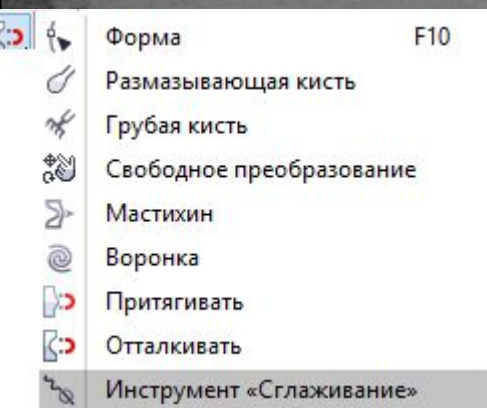 Форма F10
Размазывающая кисть
Грубая кисть
Свободное преобразование
Мастихин
Воронка
Притягивать
Отталкивать
Инструмент «Сглаживание»